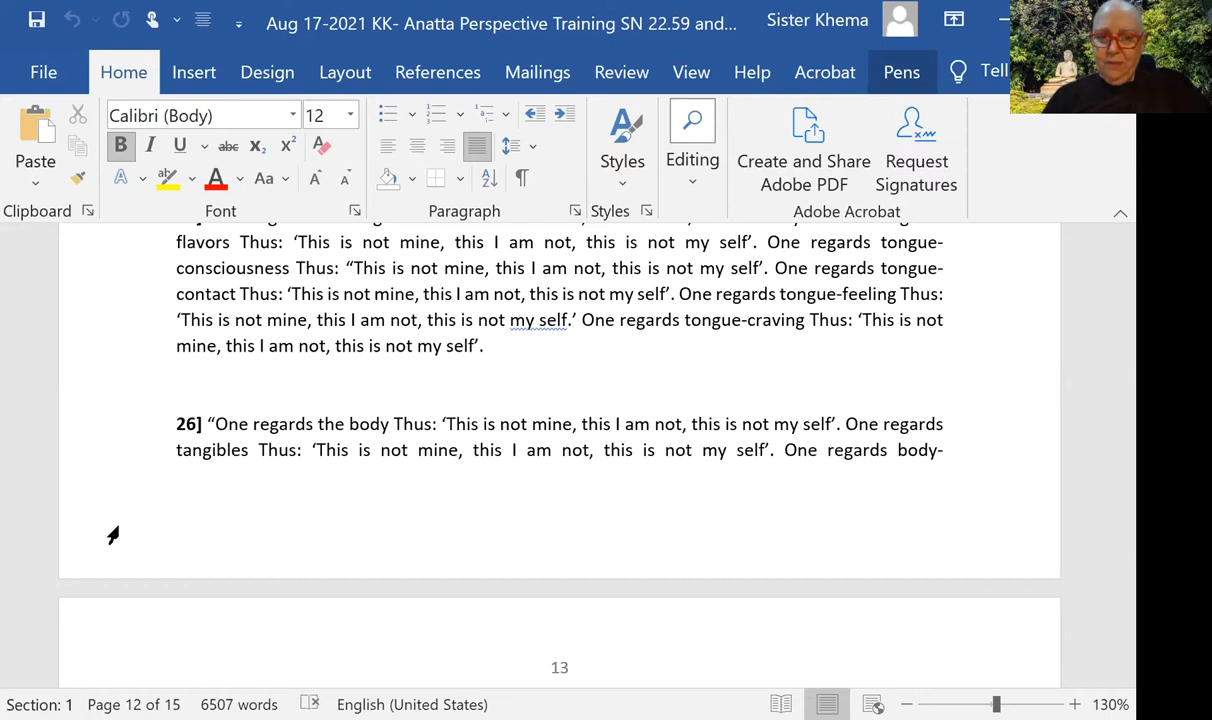 Aug 17-2021 KK- Anatta Perspective Training SN 22.59 and...
Sister Khema
File Home Insert Design Layout References Mailings Review View Help Acrobat Pens Tell
Calibri (Body) 12
Paste
B I U abc X₂ X²
A A Aa A A
Styles
Editing
Create and Share Adobe PDF
Request Signatures
Clipboard Font Paragraph Styles Adobe Acrobat
flavors Thus: ‘This is not mine, this I am not, this is not my self’. One regards tongue-
consciousness Thus: “This is not mine, this I am not, this is not my self’. One regards tongue-
contact Thus: ‘This is not mine, this I am not, this is not my self’. One regards tongue-feeling Thus:
‘This is not mine, this I am not, this is not my self.’ One regards tongue-craving Thus: ‘This is not
mine, this I am not, this is not my self’.
26] “One regards the body Thus: ‘This is not mine, this I am not, this is not my self’. One regards
tangibles Thus: ‘This is not mine, this I am not, this is not my self’. One regards body-
13
Section: 1 Page 12 of 15 6507 words English (United States) 130%